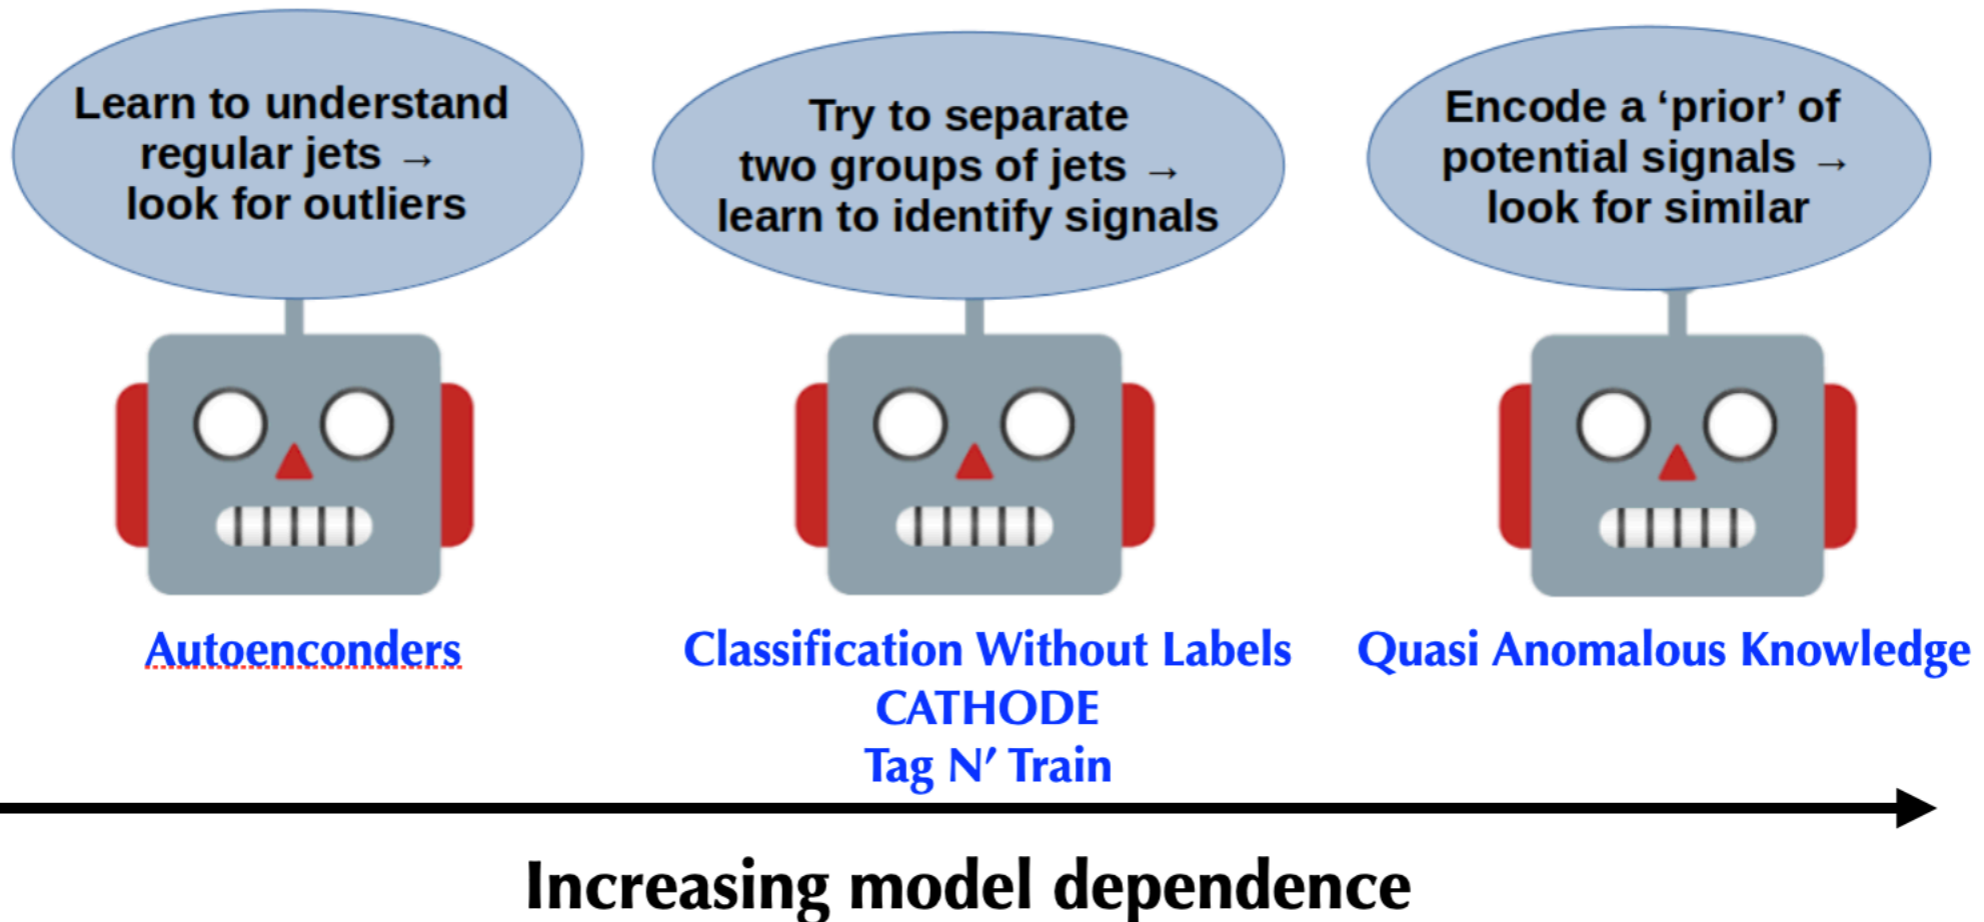 Learn to understand
regular jets →
look for outliers
Try to separate
two groups of jets →
learn to identify signals
Encode a ‘prior’ of
potential signals →
look for similar
Autoenconders
Classification Without Labels
CATHODE
Tag N’ Train
Quasi Anomalous Knowledge
Increasing model dependence